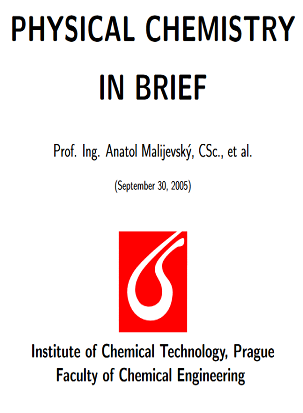 PHYSICAL CHEMISTRY
IN BRIEF
Prof. Ing. Anatol Malijevský, CSc., et al.
(September 30, 2005)
Institute of Chemical Technology, Prague
Faculty of Chemical Engineering